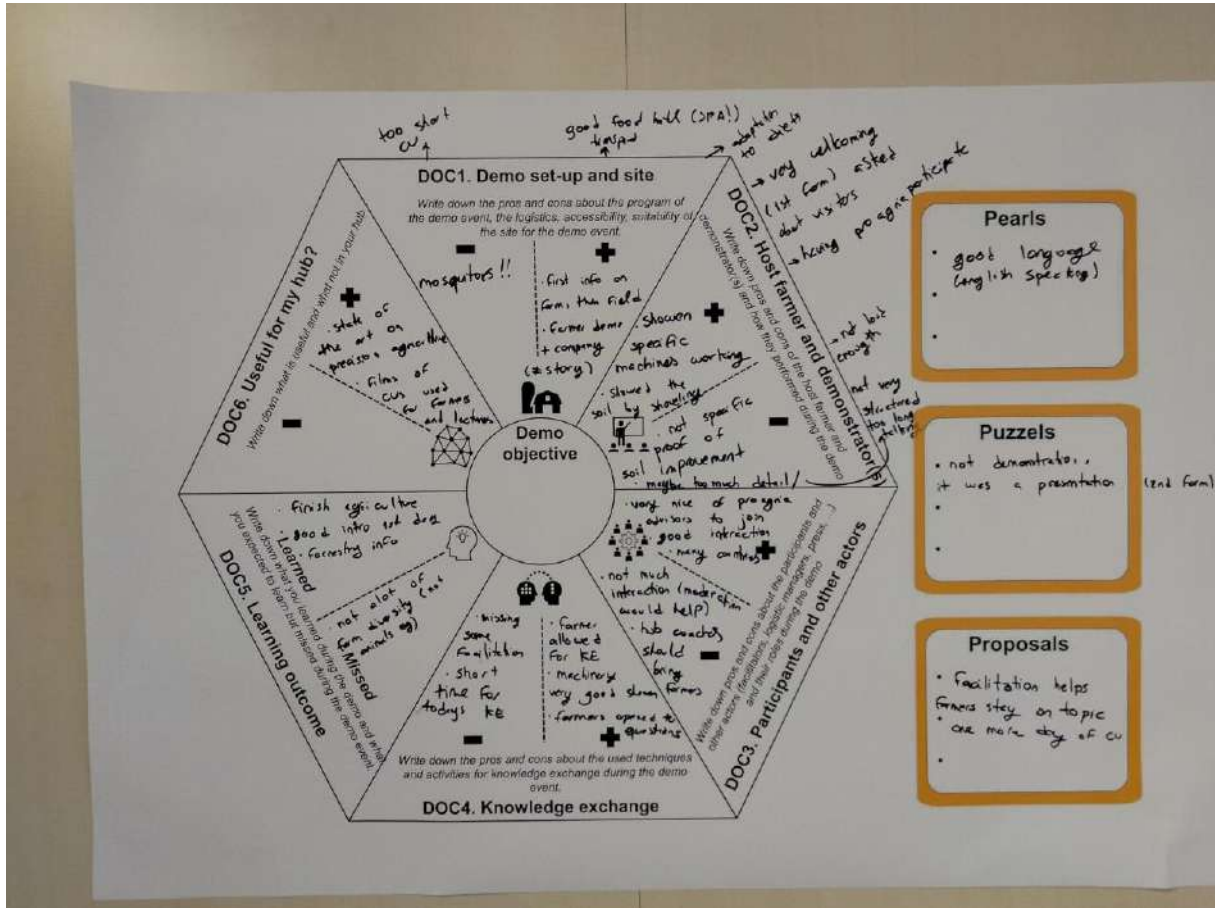 too short
CV
good food
transport
→ adaptation
to diets
→ very wellcoming
(1st farm) asked
about visitors
→ having proagria participate
DOC1. Demo set-up and site
Write down the pros and cons about the program of
the demo event, the logistics, accessibility, suitability of
the site for the demo event.
mosquitors !!
· first info on
farm, then field
· farmer demo
+ company
(≠ story)
DOC2. Host farmer and demonstrator(s)
Write down pros and cons of the host farmer and
demonstrator(s) and how they performed during the demo
· showen
specific
machines working
· showed the
soil by shoveling
· not specific
proof of
soil improvement
· maybe too much detail/
→ not loud
enough
not very
structured
too long
talking
DOC3. Participants and other actors
Write down pros and cons about the participants and
other actors (facilitators, logistic managers, press, ...)
and their roles during the demo
· very nice of proagria
advisors to join
· good interaction
· many countries
· not much
interaction (moderation
would help)
· hub coaches
should
bring
farmers
DOC4. Knowledge exchange
Write down the pros and cons about the used techniques
and activities for knowledge exchange during the demo
event.
· missing
some
facilitation
· short
time for
todays KE
· farmer
allowed
for KE
· machinery
very good shown
· farmers opened to
questions
DOC5. Learning outcome
Write down what you learned during the demo and what
you expected to learn but missed during the demo event.
Learned
· finish agriculture
· good intro 1st day
· forrestry info
Missed
· not alot of
farm diversity (
animals eg)
DOC6. Useful for my hub?
Write down what is useful and what not in your hub
· state of
the art on
precision agriculture
· films of
CVs used
for farmers
and lectures
Demo
objective
Pearls
· good language
(english speaking)
Puzzels
· not demonstration,
it was a presentation (2nd farm)
Proposals
· Facilitation helps
farmers stay on topic
· one more day of CV